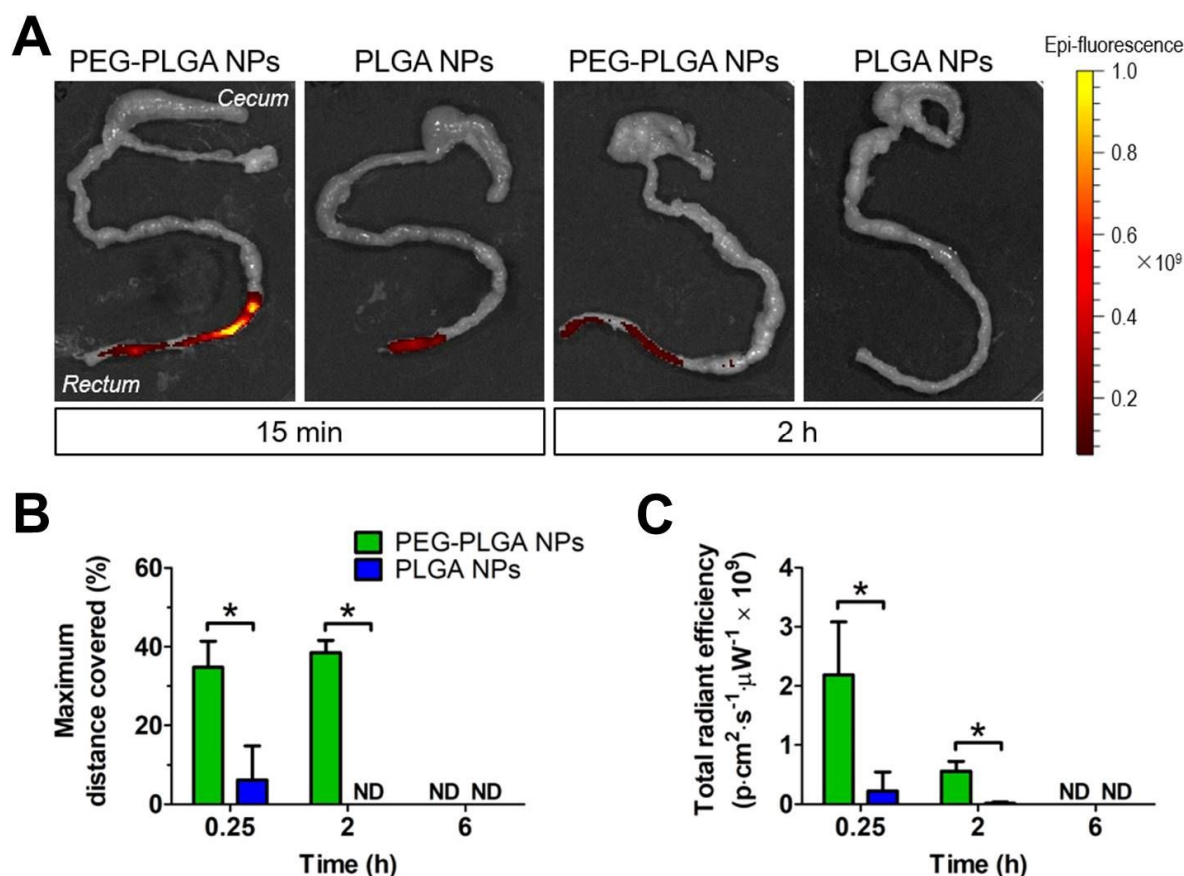 A
PEG-PLGA NPs
PLGA NPs
PEG-PLGA NPs
PLGA NPs
Epi-fluorescence
Cecum
Rectum
1.0
0.8
0.6
×10⁹
0.4
0.2
15 min
2 h
B
PEG-PLGA NPs
PLGA NPs
Maximum
distance covered (%)
60
40
20
0
*
*
ND
ND ND
0.25
2
6
Time (h)
C
Total radiant efficiency
(p·cm²·s⁻¹·μW⁻¹ × 10⁹)
4
3
2
1
0
*
*
ND ND
0.25
2
6
Time (h)